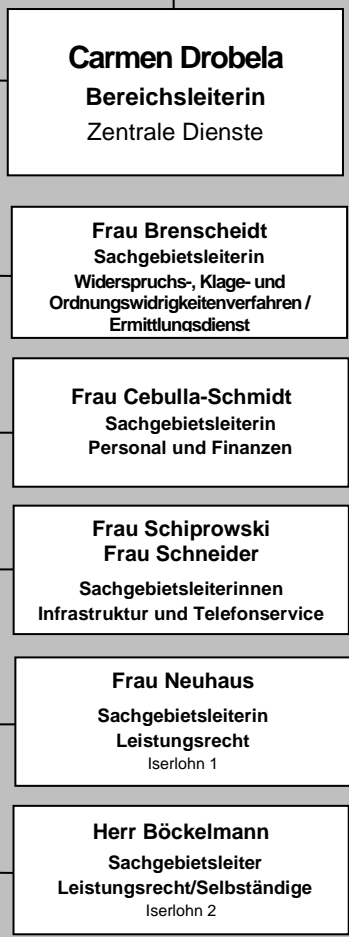 Carmen Drobela
Bereichsleiterin
Zentrale Dienste
Frau Brenscheidt
Sachgebietsleiterin
Widerspruchs-, Klage- und
Ordnungswidrigkeitenverfahren /
Ermittlungsdienst
Frau Cebulla-Schmidt
Sachgebietsleiterin
Personal und Finanzen
Frau Schiprowski
Frau Schneider
Sachgebietsleiterinnen
Infrastruktur und Telefonservice
Frau Neuhaus
Sachgebietsleiterin
Leistungsrecht
Iserlohn 1
Herr Böckelmann
Sachgebietsleiter
Leistungsrecht/Selbständige
Iserlohn 2